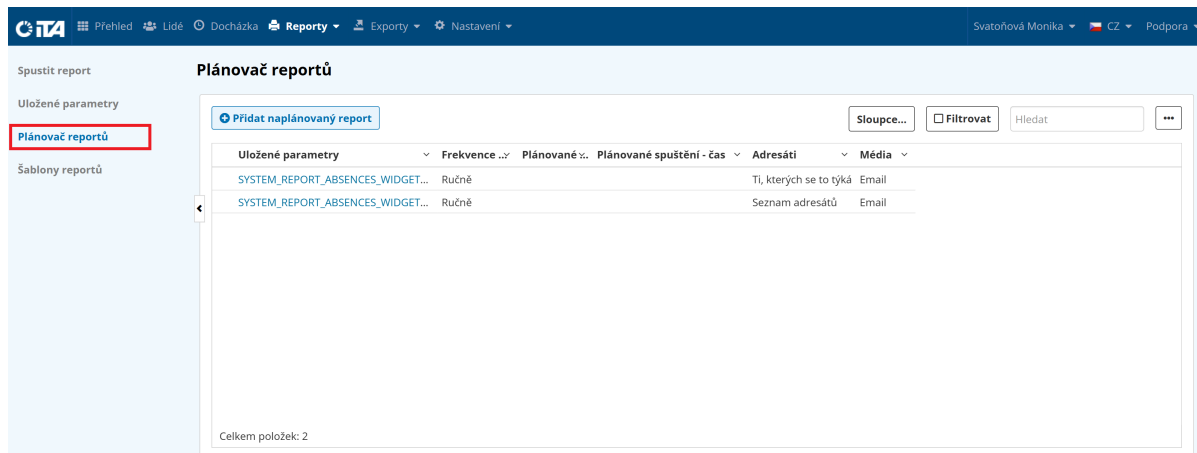 iTA Přehled Lidé Docházka Reporty Exporty Nastavení Svatoňová Monika CZ Podpora
Spustit report
Uložené parametry
Plánovač reportů
Šablony reportů
Plánovač reportů
Přidat naplánovaný report Sloupce... Filtrovat Hledat
Uložené parametry Frekvence ... Plánované ... Plánované spuštění - čas Adresáti Média
SYSTEM_REPORT_ABSENCES_WIDGET... Ručně Ti, kterých se to týká Email
SYSTEM_REPORT_ABSENCES_WIDGET... Ručně Seznam adresátů Email
Celkem položek: 2